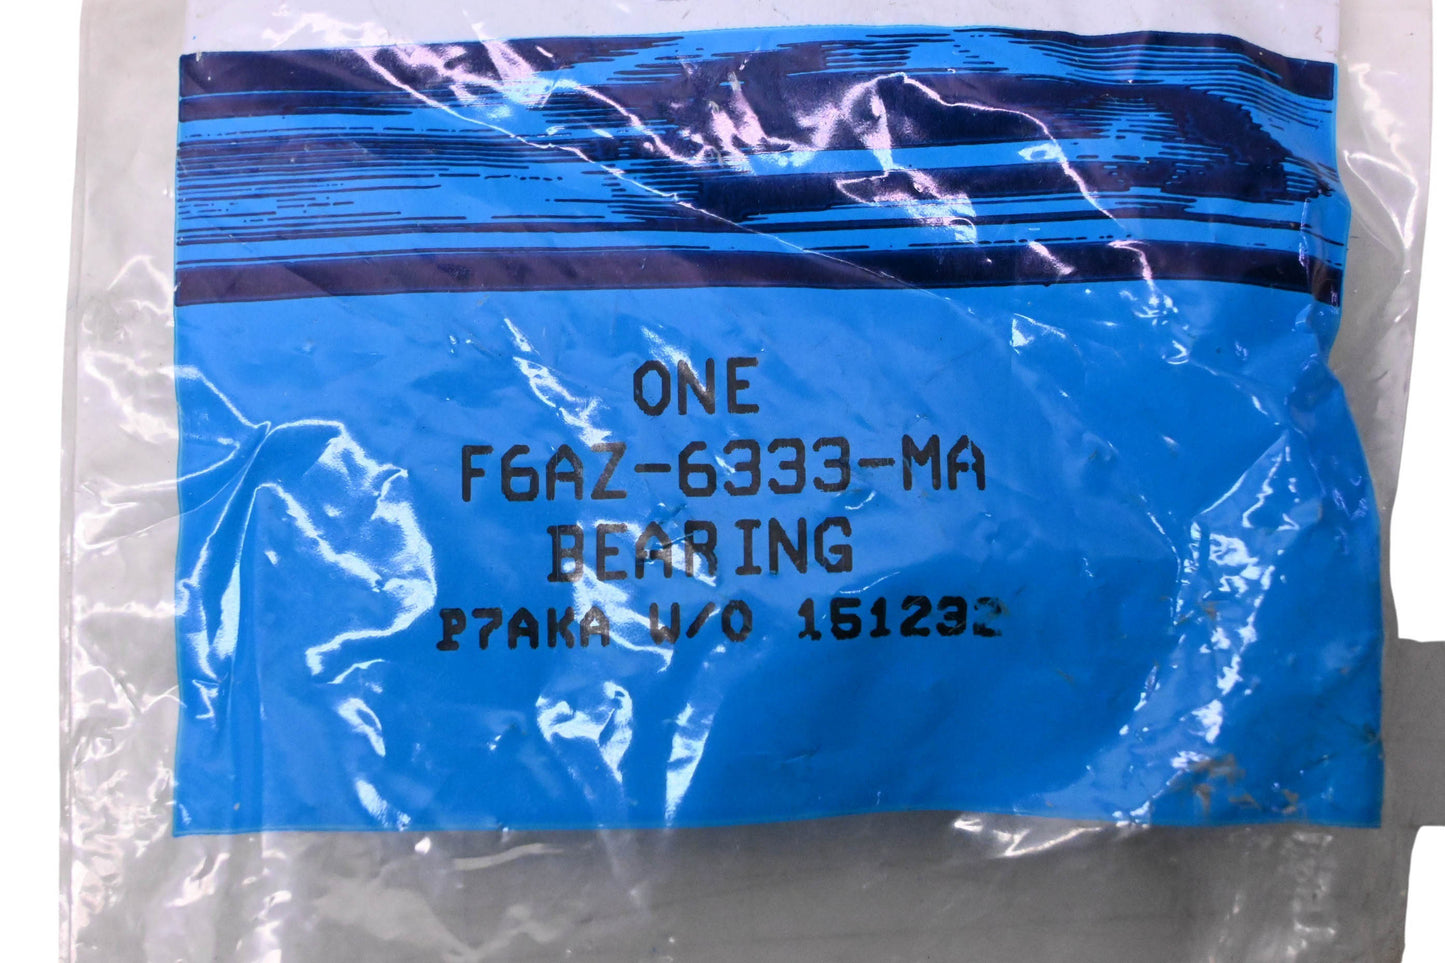 ONE
F6AZ-6333-MA
BEARING
P7AKA W/O 151232